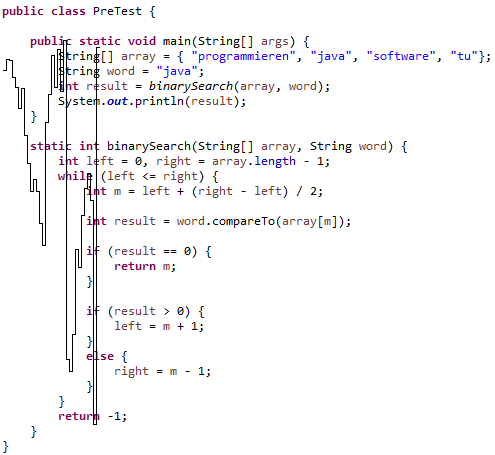 public class PreTest {
public static void main(String[] args) {
String[] array = { "programmieren", "java", "software", "tu"};
String word = "java";
int result = binarySearch(array, word);
System.out.println(result);
}
static int binarySearch(String[] array, String word) {
int left = 0, right = array.length - 1;
while (left <= right) {
int m = left + (right - left) / 2;
int result = word.compareTo(array[m]);
if (result == 0) {
return m;
}
if (result > 0) {
left = m + 1;
}
else {
right = m - 1;
}
}
return -1;
}
}